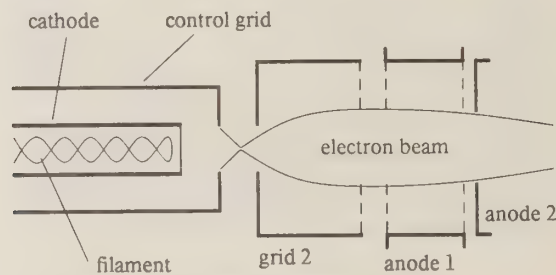 cathode
control grid
electron beam
anode 2
grid 2
anode 1
filament